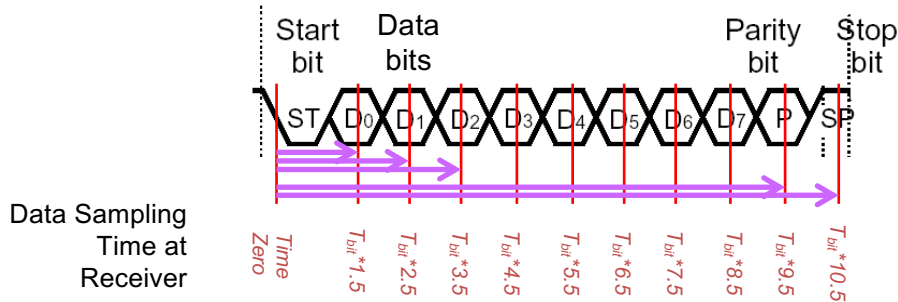 Start bit
Data bits
Parity bit
Stop bit
ST D0 D1 D2 D3 D4 D5 D6 D7 P SP
Data Sampling
Time at
Receiver
Time Zero
Tbit*1.5
Tbit*2.5
Tbit*3.5
Tbit*4.5
Tbit*5.5
Tbit*6.5
Tbit*7.5
Tbit*8.5
Tbit*9.5
Tbit*10.5